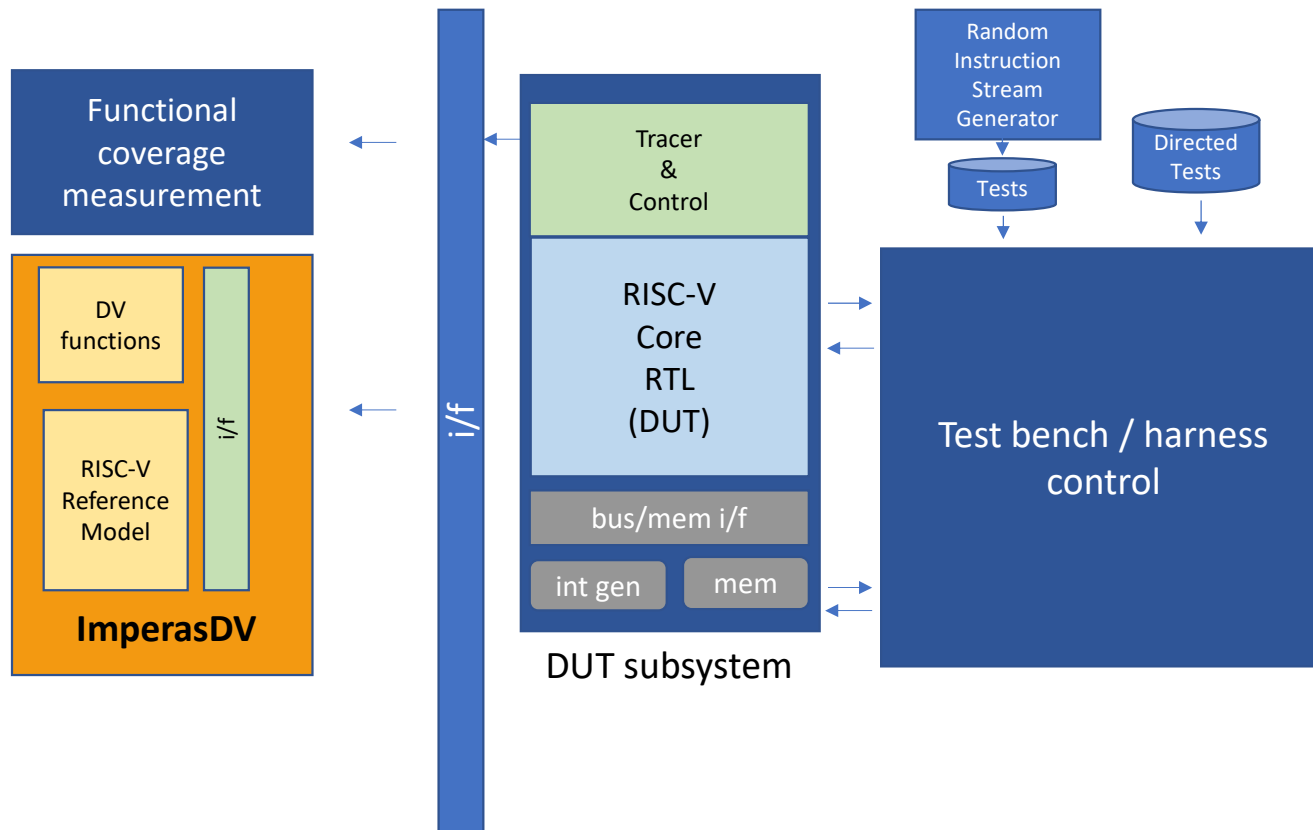 Functional
coverage
measurement
DV
functions
RISC-V
Reference
Model
i/f
ImperasDV
i/f
Tracer
&
Control
RISC-V
Core
RTL
(DUT)
bus/mem i/f
int gen
mem
DUT subsystem
Random
Instruction
Stream
Generator
Tests
Directed
Tests
Test bench / harness
control